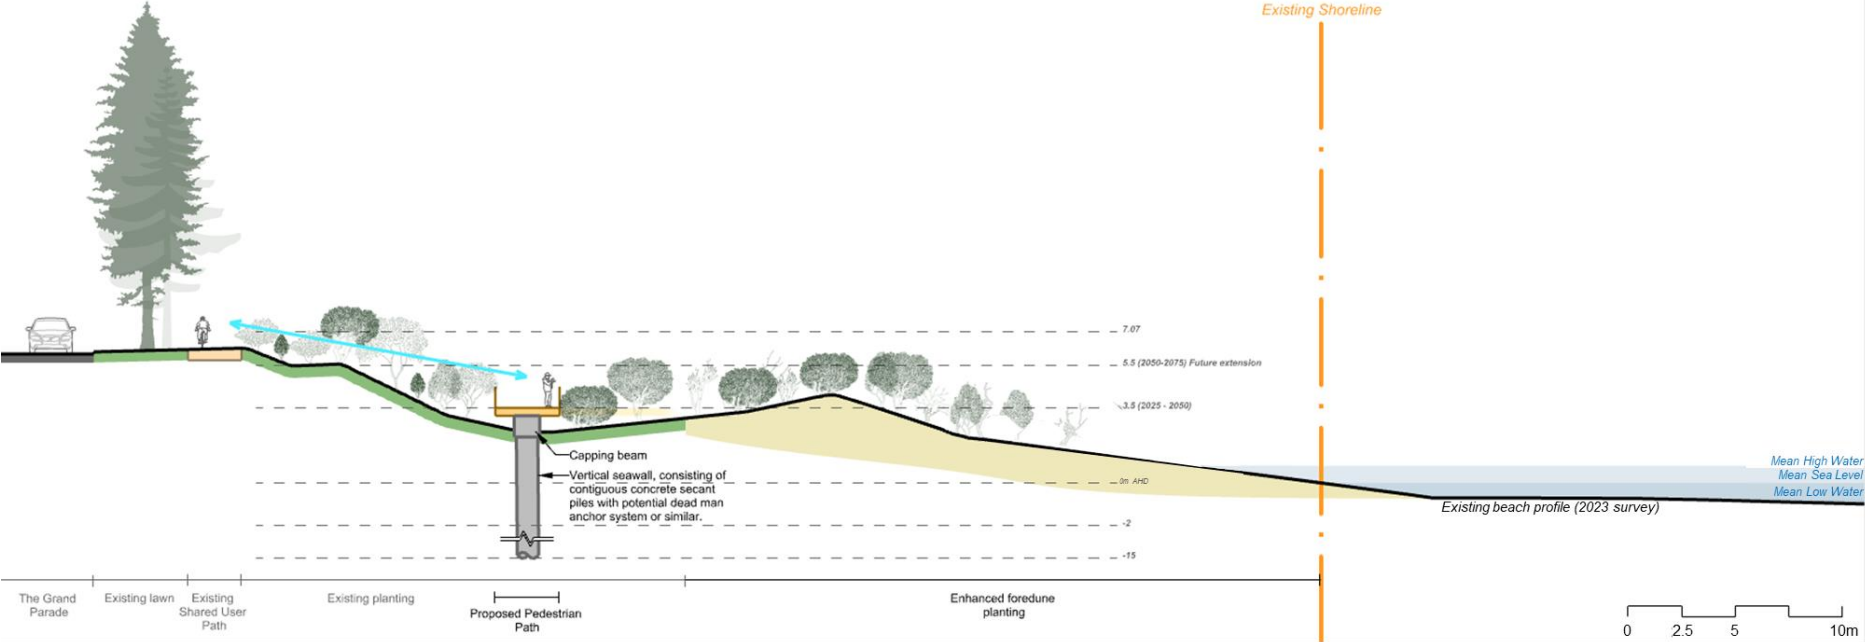 Existing Shoreline
7.07
5.5 (2050-2075) Future extension
3.5 (2025 - 2050)
Capping beam
Vertical seawall, consisting of
contiguous concrete secant
piles with potential dead man
anchor system or similar.
0m AHD
-2
-15
Mean High Water
Mean Sea Level
Mean Low Water
Existing beach profile (2023 survey)
The Grand
Parade
Existing lawn
Existing
Shared User
Path
Existing planting
Proposed Pedestrian
Path
Enhanced foredune
planting
0 2.5 5 10m